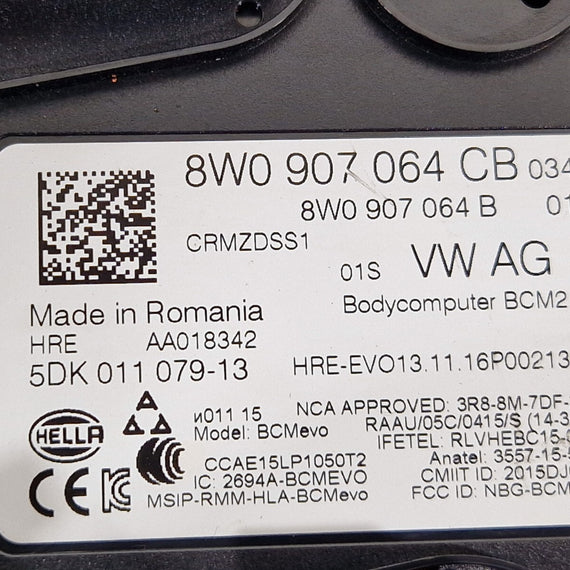 8W0 907 064 CB 034
8W0 907 064 B 01
CRMZDSS1
01S VW AG
Bodycomputer BCM2
Made in Romania
HRE AA018342
5DK 011 079-13
HRE-EVO13.11.16P00213
NCA APPROVED: 3R8-8M-7DF-
ᴎ011 15
RAAU/05C/0415/S (14-3
Model: BCMevo
IFETEL: RLVHEBC15-
HELLA
Anatel: 3557-15-
CCAE15LP1050T2
CMIIT ID: 2015DJ
IC: 2694A-BCMEVO
FCC ID: NBG-BCM
MSIP-RMM-HLA-BCMevo
CE